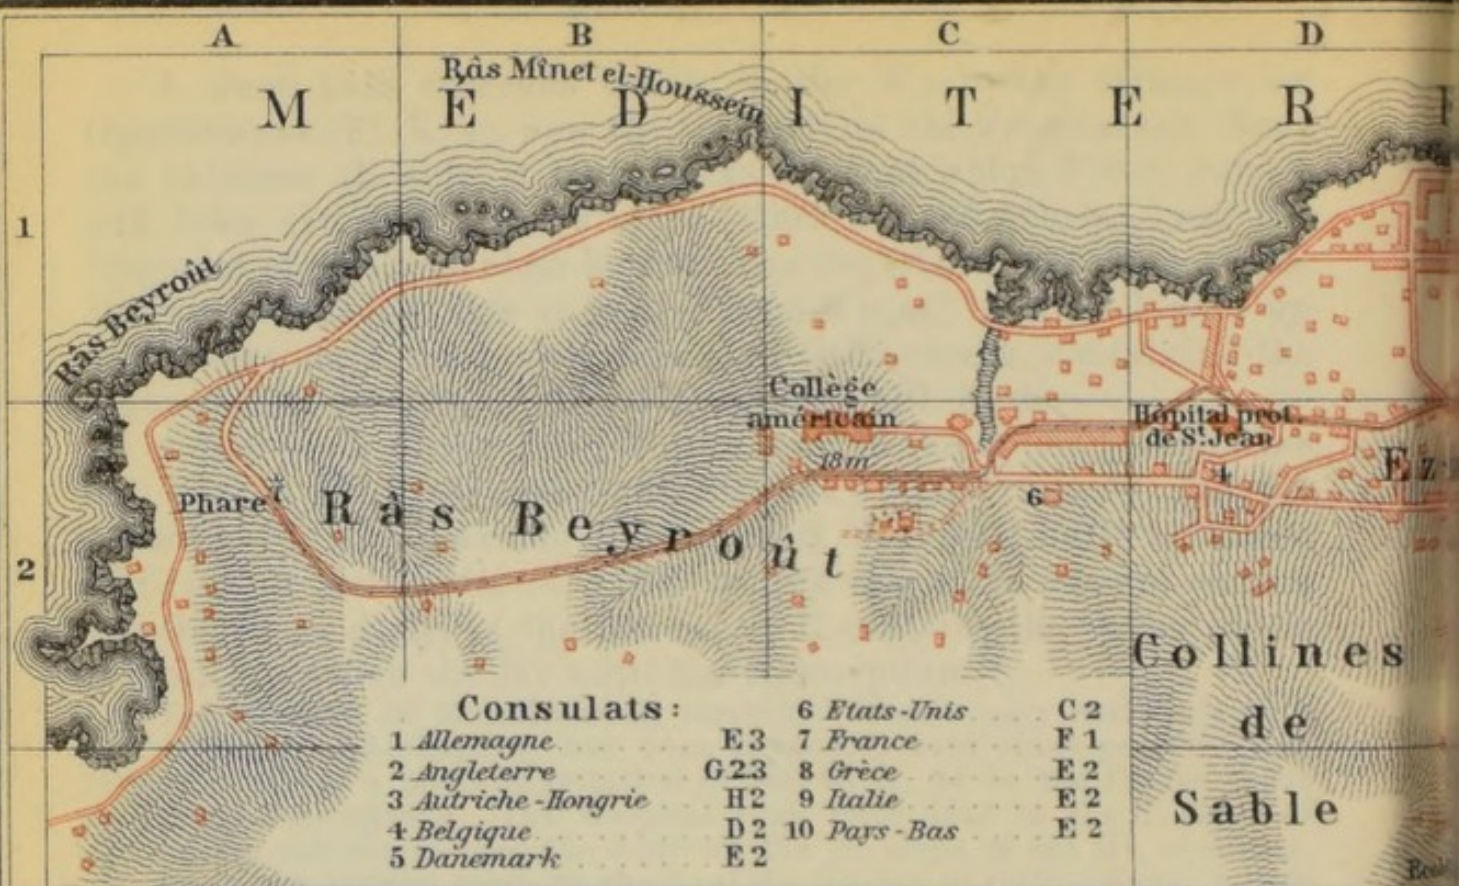 A B C D
Râs Mînet el-Houssein
M É D I T E R
1
Râs Beyroût
Collège
américain
Hôpital prot.
de St. Jean
18 m
4
6
Phare
Râs Beyroût
2
Collines
de
Sable
Consulats:
1 Allemagne E 3
2 Angleterre G 2.3
3 Autriche-Hongrie H 2
4 Belgique D 2
5 Danemark E 2
6 Etats-Unis C 2
7 France F 1
8 Grèce E 2
9 Italie E 2
10 Pays-Bas E 2